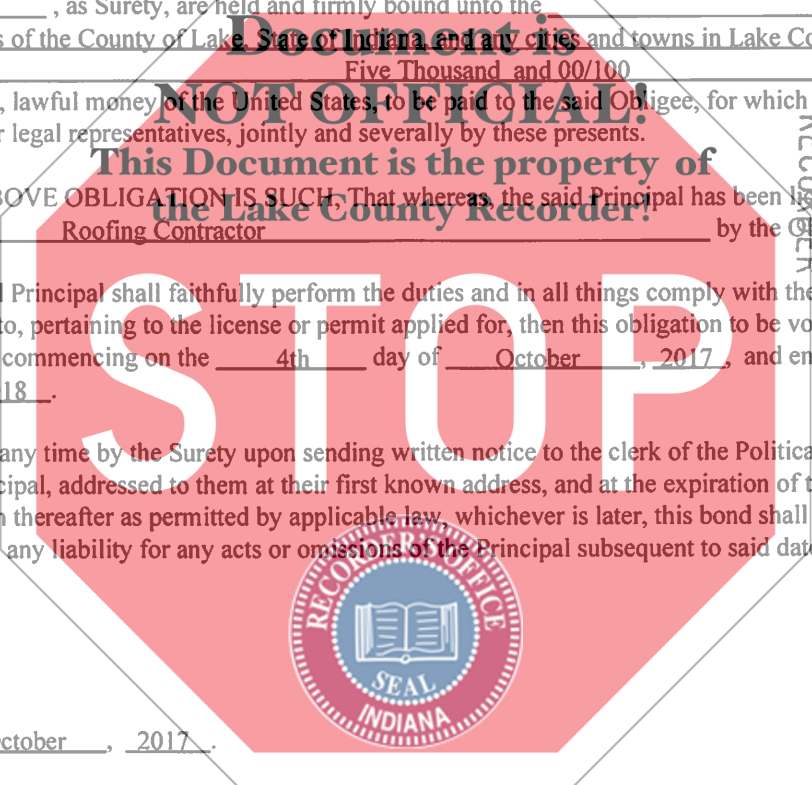 , as Surety, are held and firmly bound unto the
Document is
s of the County of Lake, State of Indiana, and any cities and towns in Lake Co
Five Thousand and 00/100
NOT OFFICIAL!
, lawful money of the United States, to be paid to the said Obligee, for which
r legal representatives, jointly and severally by these presents.
This Document is the property of
BOVE OBLIGATION IS SUCH, That whereas, the said Principal has been li
the Lake County Recorder!
Roofing Contractor by the
RECORDER
STOP
l Principal shall faithfully perform the duties and in all things comply with the
to, pertaining to the license or permit applied for, then this obligation to be vo
commencing on the 4th day of October, 2017, and en
18.
any time by the Surety upon sending written notice to the clerk of the Politica
cipal, addressed to them at their first known address, and at the expiration of t
n thereafter as permitted by applicable law, whichever is later, this bond shall
any liability for any acts or omissions of the Principal subsequent to said date
RECORDER'S OFFICE
SEAL
INDIANA
ctober, 2017.